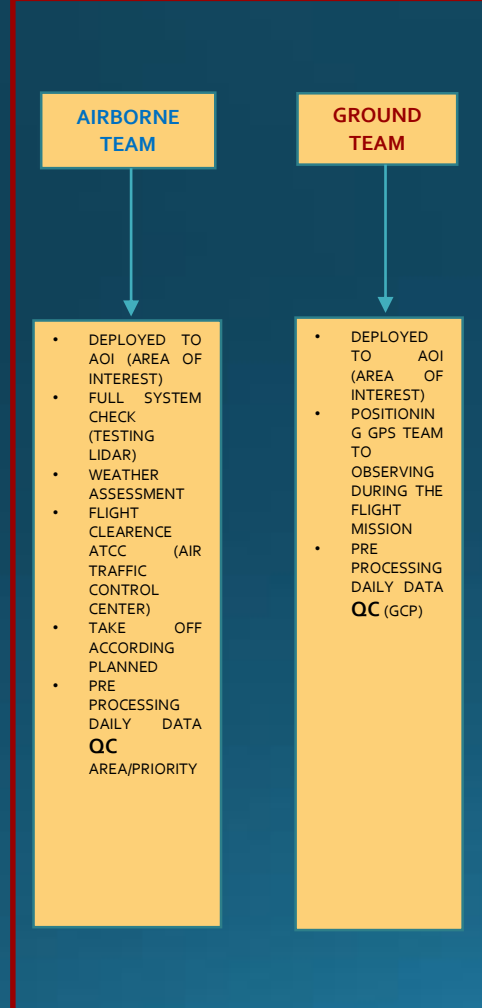 AIRBORNE
TEAM
• DEPLOYED TO
AOI (AREA OF
INTEREST)
• FULL SYSTEM
CHECK
(TESTING
LIDAR)
• WEATHER
ASSESSMENT
• FLIGHT
CLEARENCE
ATCC (AIR
TRAFFIC
CONTROL
CENTER)
• TAKE OFF
ACCORDING
PLANNED
• PRE
PROCESSING
DAILY DATA
QC
AREA/PRIORITY
GROUND
TEAM
• DEPLOYED
TO AOI
(AREA OF
INTEREST)
• POSITIONIN
G GPS TEAM
TO
OBSERVING
DURING THE
FLIGHT
MISSION
• PRE
PROCESSING
DAILY DATA
QC (GCP)